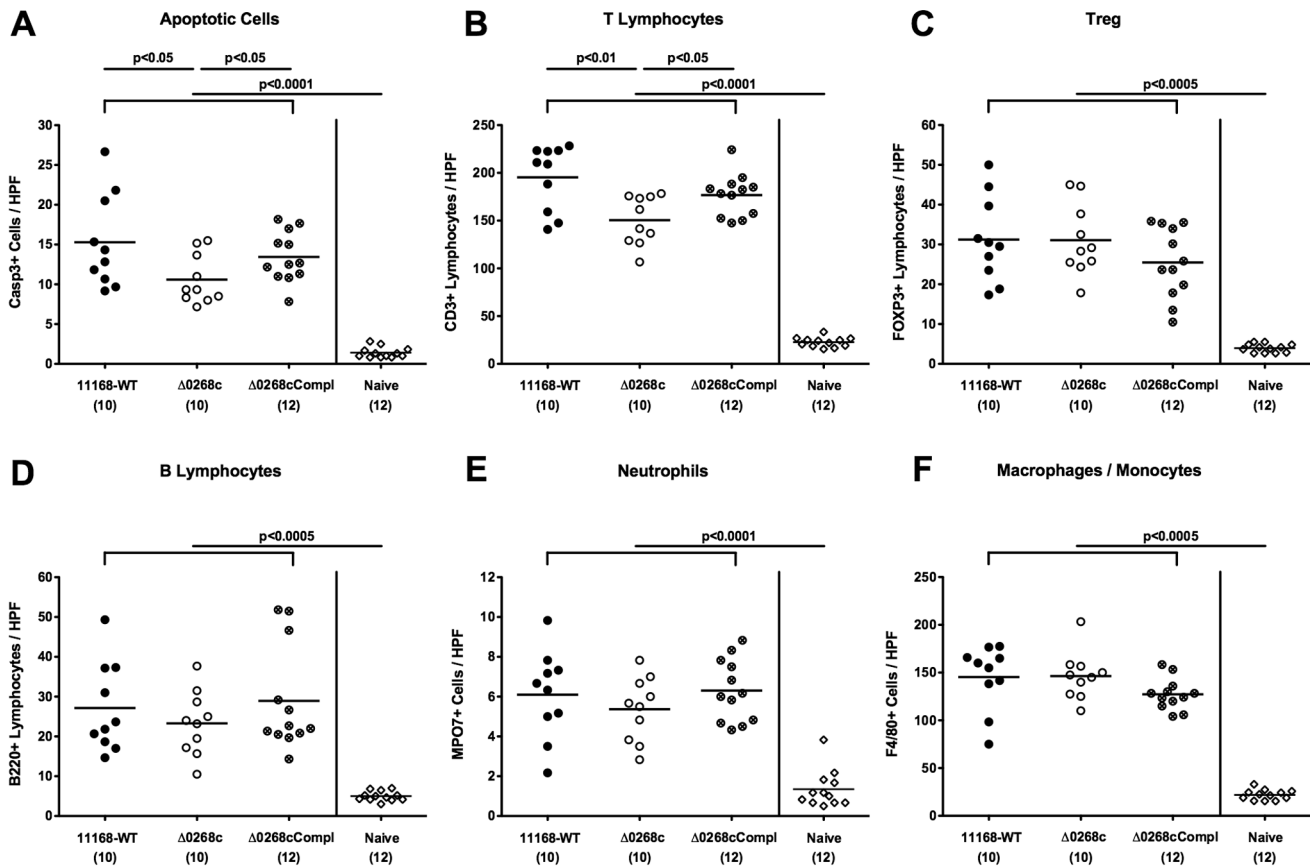 A
Apoptotic Cells
p<0.05
p<0.05
p<0.0001
Casp3+ Cells / HPF
30
25
20
15
10
5
0
11168-WT
(10)
Δ0268c
(10)
Δ0268cCompl
(12)
Naive
(12)
B
T Lymphocytes
p<0.01
p<0.05
p<0.0001
CD3+ Lymphocytes / HPF
250
200
150
100
50
0
11168-WT
(10)
Δ0268c
(10)
Δ0268cCompl
(12)
Naive
(12)
C
Treg
p<0.0005
FOXP3+ Lymphocytes / HPF
60
50
40
30
20
10
0
11168-WT
(10)
Δ0268c
(10)
Δ0268cCompl
(12)
Naive
(12)
D
B Lymphocytes
p<0.0005
B220+ Lymphocytes / HPF
60
50
40
30
20
10
0
11168-WT
(10)
Δ0268c
(10)
Δ0268cCompl
(12)
Naive
(12)
E
Neutrophils
p<0.0001
MPO7+ Cells / HPF
12
10
8
6
4
2
0
11168-WT
(10)
Δ0268c
(10)
Δ0268cCompl
(12)
Naive
(12)
F
Macrophages / Monocytes
p<0.0005
F4/80+ Cells / HPF
250
200
150
100
50
0
11168-WT
(10)
Δ0268c
(10)
Δ0268cCompl
(12)
Naive
(12)